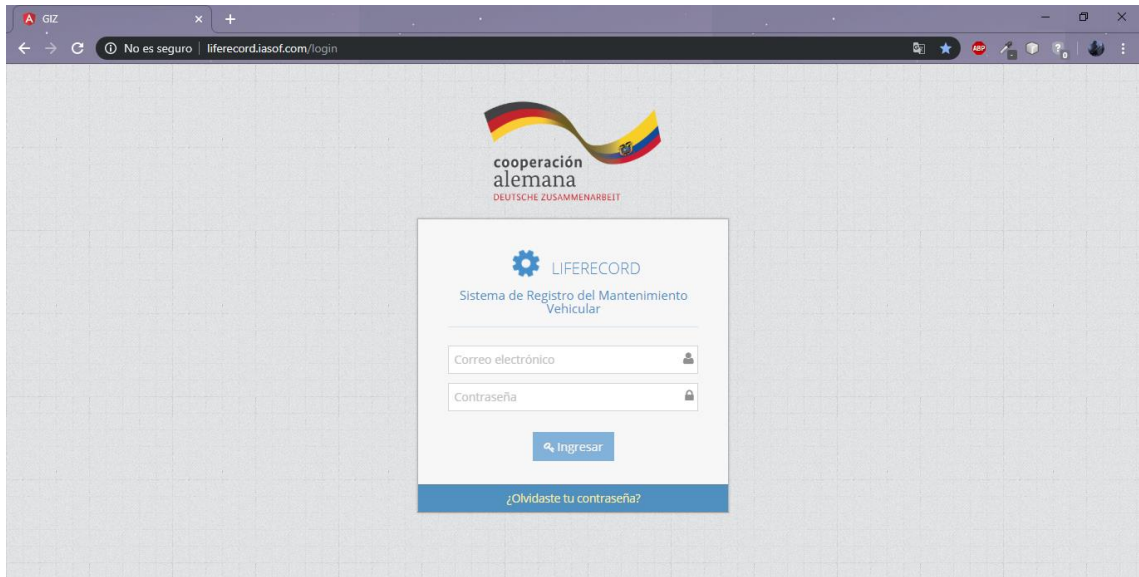 GIZ
No es seguro | liferecord.iasof.com/login
ABP
cooperación
alemana
DEUTSCHE ZUSAMMENARBEIT
LIFERECORD
Sistema de Registro del Mantenimiento
Vehicular
Correo electrónico
Contraseña
Ingresar
¿Olvidaste tu contraseña?